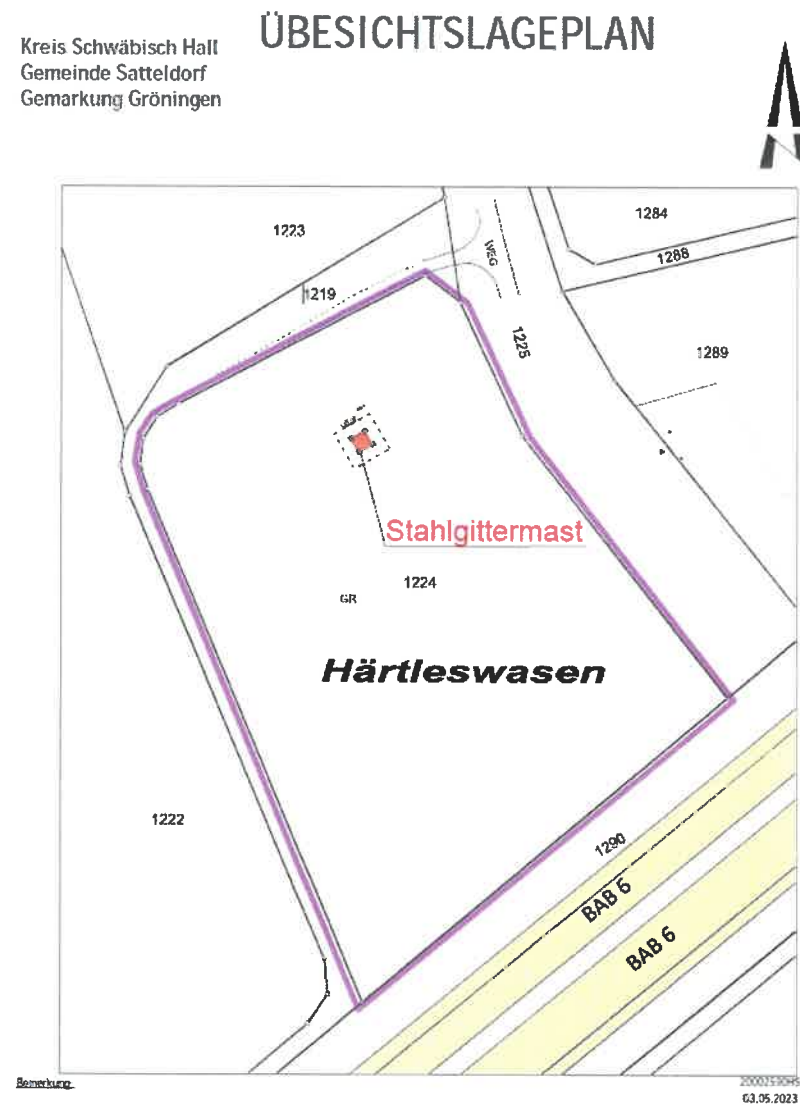 ÜBESICHTSLAGEPLAN
Kreis Schwäbisch Hall
Gemeinde Satteldorf
Gemarkung Gröningen
N
1284
1223
WEG
1288
1219
1225
1289
Stahlgittermast
1224
GR
Härtleswasen
1222
1290
BAB 6
BAB 6
Bemerkung
03.05.2023